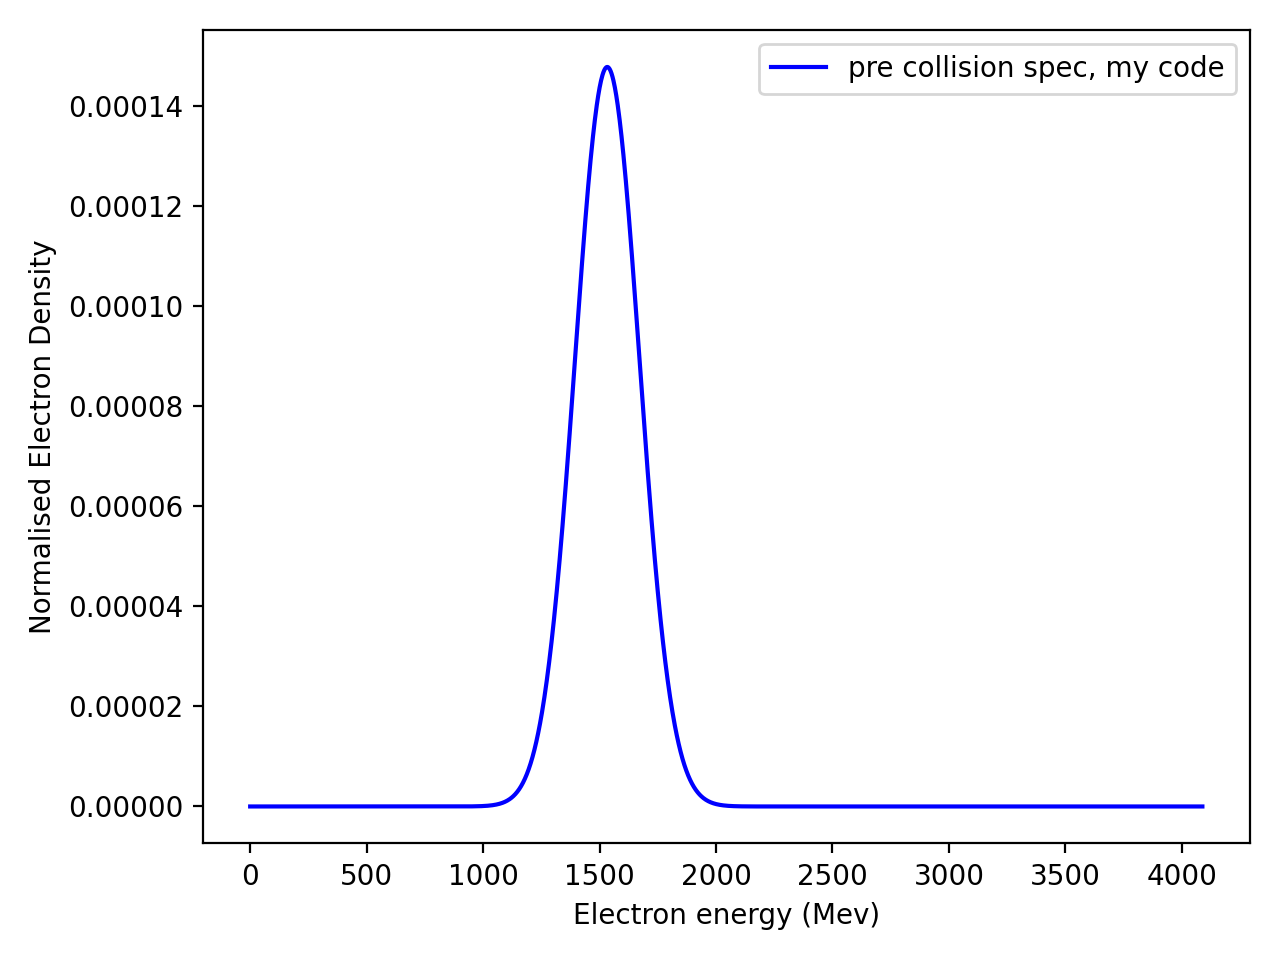 pre collision spec, my code
Normalised Electron Density
0.00014
0.00012
0.00010
0.00008
0.00006
0.00004
0.00002
0.00000
0 500 1000 1500 2000 2500 3000 3500 4000
Electron energy (Mev)